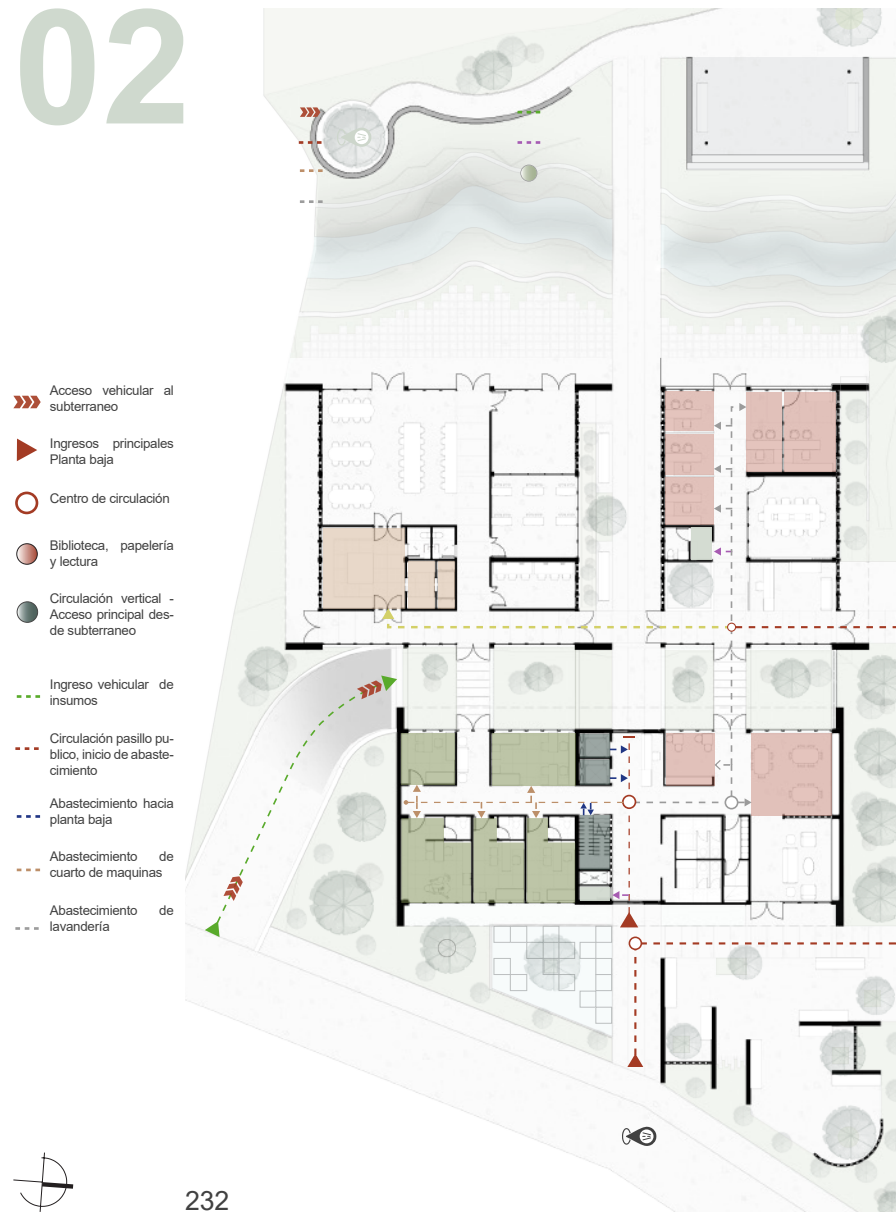 02
Acceso vehicular al
subterraneo
Ingresos principales
Planta baja
Centro de circulación
Biblioteca, papelería
y lectura
Circulación vertical -
Acceso principal des-
de subterraneo
Ingreso vehicular de
insumos
Circulación pasillo pu-
blico, inicio de abaste-
cimiento
Abastecimiento hacia
planta baja
Abastecimiento de
cuarto de maquinas
Abastecimiento de
lavandería
232